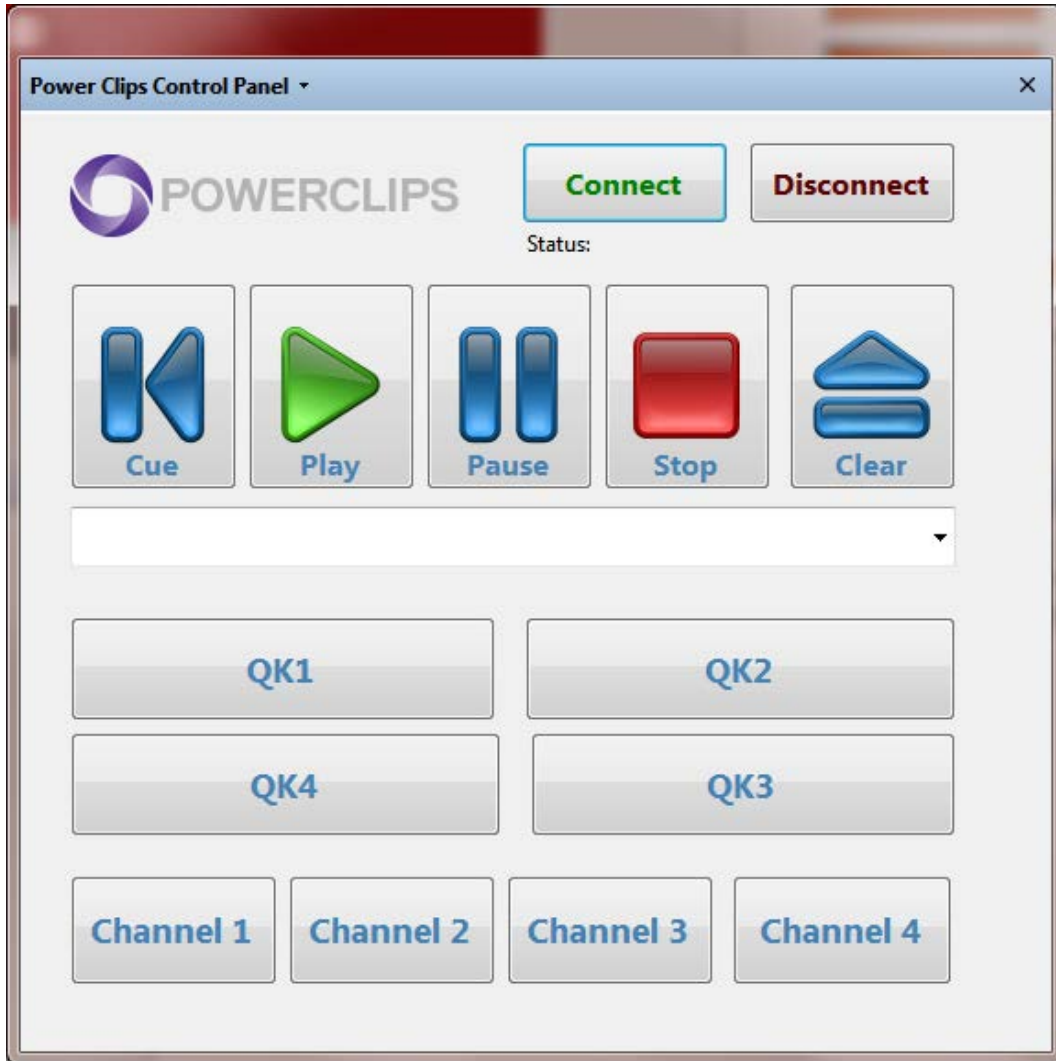 Power Clips Control Panel
POWERCLIPS
Connect
Disconnect
Status:
Cue
Play
Pause
Stop
Clear
QK1
QK2
QK4
QK3
Channel 1
Channel 2
Channel 3
Channel 4